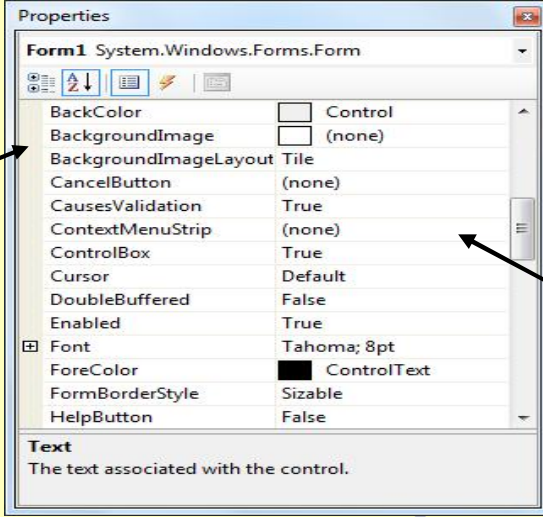 Properties
Form1 System.Windows.Forms.Form
BackColor Control
BackgroundImage (none)
BackgroundImageLayout Tile
CancelButton (none)
CausesValidation True
ContextMenuStrip (none)
ControlBox True
Cursor Default
DoubleBuffered False
Enabled True
Font Tahoma; 8pt
ForeColor ControlText
FormBorderStyle Sizable
HelpButton False
Text
The text associated with the control.